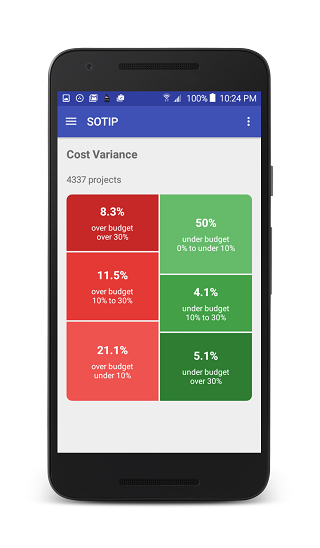 100% 10:24 PM
SOTIP
Cost Variance
4337 projects
8.3%
over budget
over 30%
11.5%
over budget
10% to 30%
21.1%
over budget
under 10%
50%
under budget
0% to under 10%
4.1%
under budget
10% to 30%
5.1%
under budget
over 30%